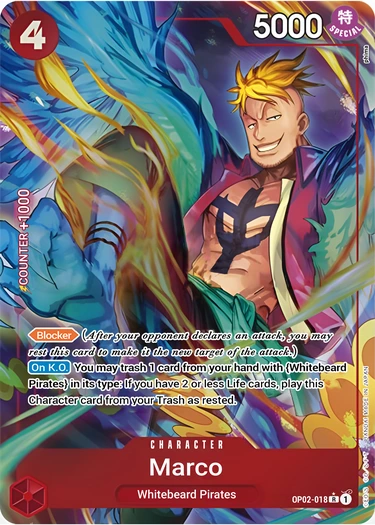 4
5000
特
SPECIAL
COUNTER +1000
Blocker (After your opponent declares an attack, you may
rest this card to make it the new target of the attack.)
On K.O. You may trash 1 card from your hand with {Whitebeard
Pirates} in its type: If you have 2 or less Life cards, play this
Character card from your Trash as rested.
CHARACTER
Marco
Whitebeard Pirates
OP02-018 R 1